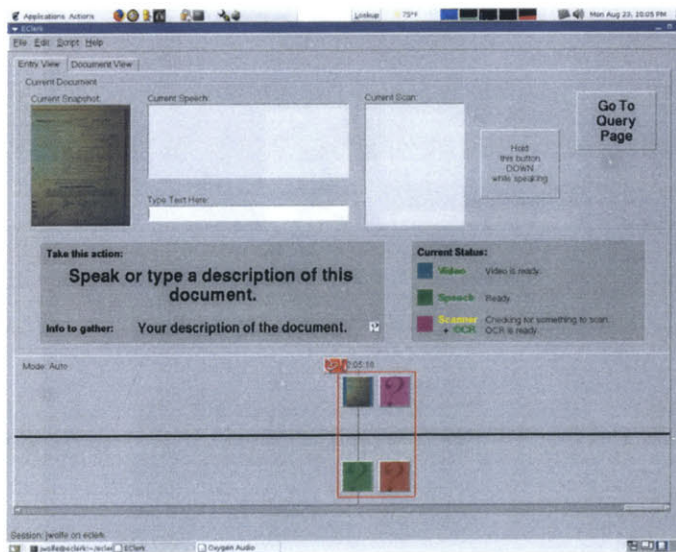 Applications Actions Lookup 75°F Mon Aug 23, 20:05 PM
EClerk
File Edit Script Help
Entry View Document View
Current Document
Current Snapshot: Current Speech: Current Scan:
Go To
Query
Page
Hold
this button
DOWN
while speaking
Type Text Here:
Take this action:
Speak or type a description of this
document.
Info to gather: Your description of the document.
Current Status:
Video Video is ready.
Speech Ready.
Scanner Checking for something to scan.
+ OCR OCR is ready.
Mode: Auto
2:05:18
Session: jwolfe on eclerk
EClerk Oxygen Audio